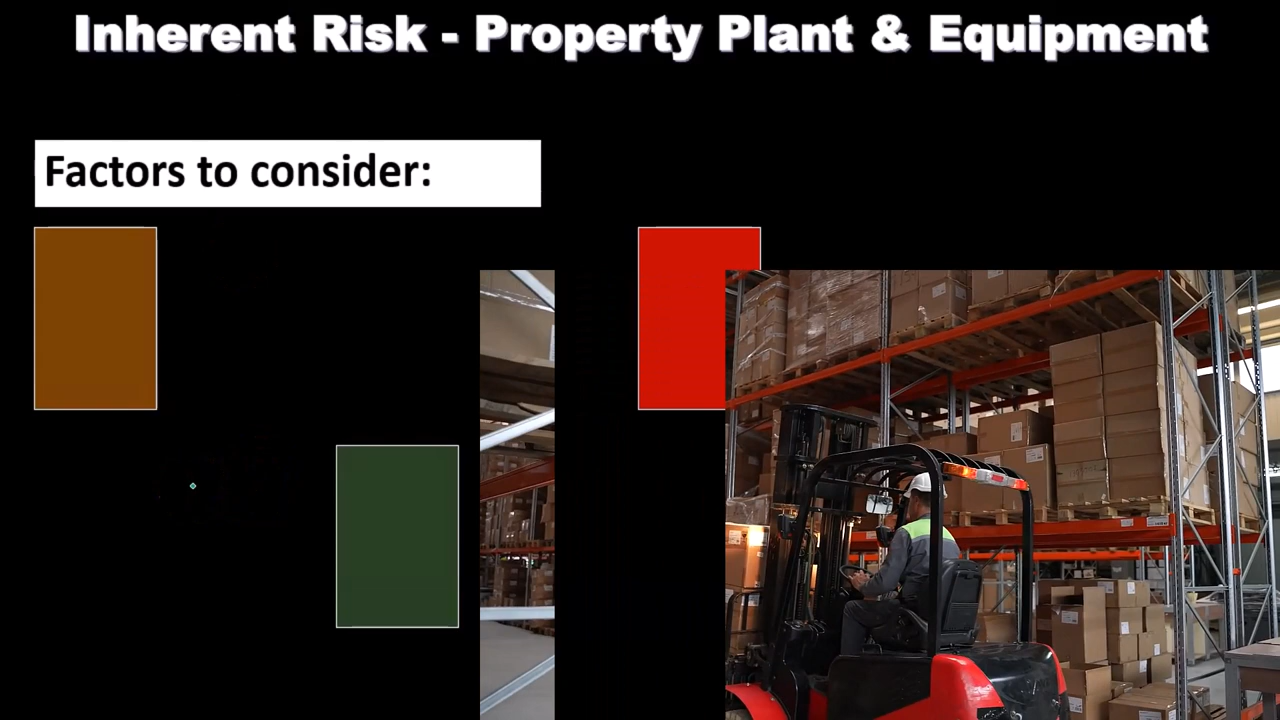 Inherent Risk - Property Plant & Equipment
Factors to consider: